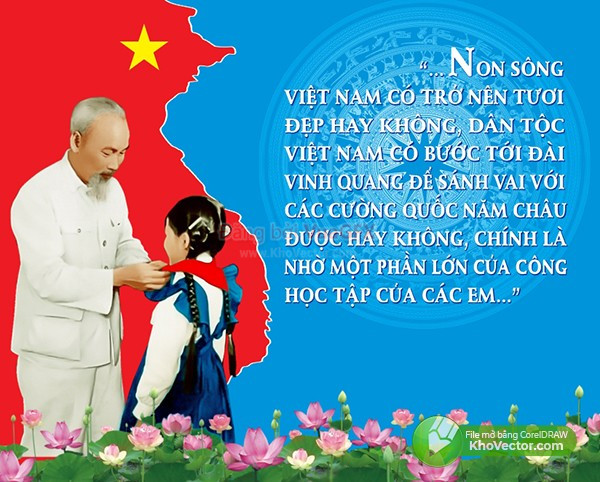 “...NON SÔNG
VIỆT NAM CÓ TRỞ NÊN TƯƠI
ĐẸP HAY KHÔNG, DÂN TỘC
VIỆT NAM CÓ BƯỚC TỚI ĐÀI
VINH QUANG ĐỂ SÁNH VAI VỚI
CÁC CƯỜNG QUỐC NĂM CHÂU
ĐƯỢC HAY KHÔNG, CHÍNH LÀ
NHỜ MỘT PHẦN LỚN CỦA CÔNG
HỌC TẬP CỦA CÁC EM...”
File mở bằng CorelDRAW
KhoVector.com